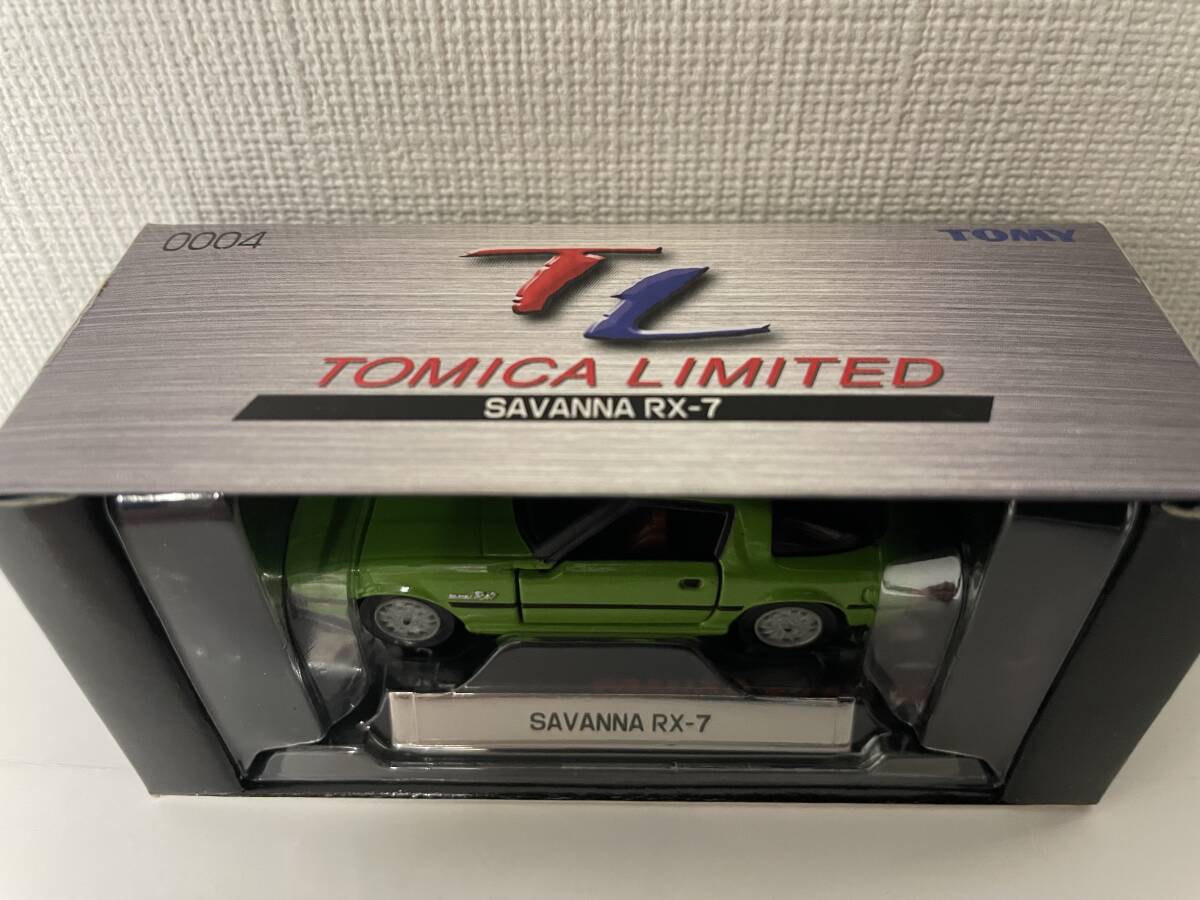 0004
TOMY
TL
TOMICA LIMITED
SAVANNA RX-7
SAVANNA RX-7